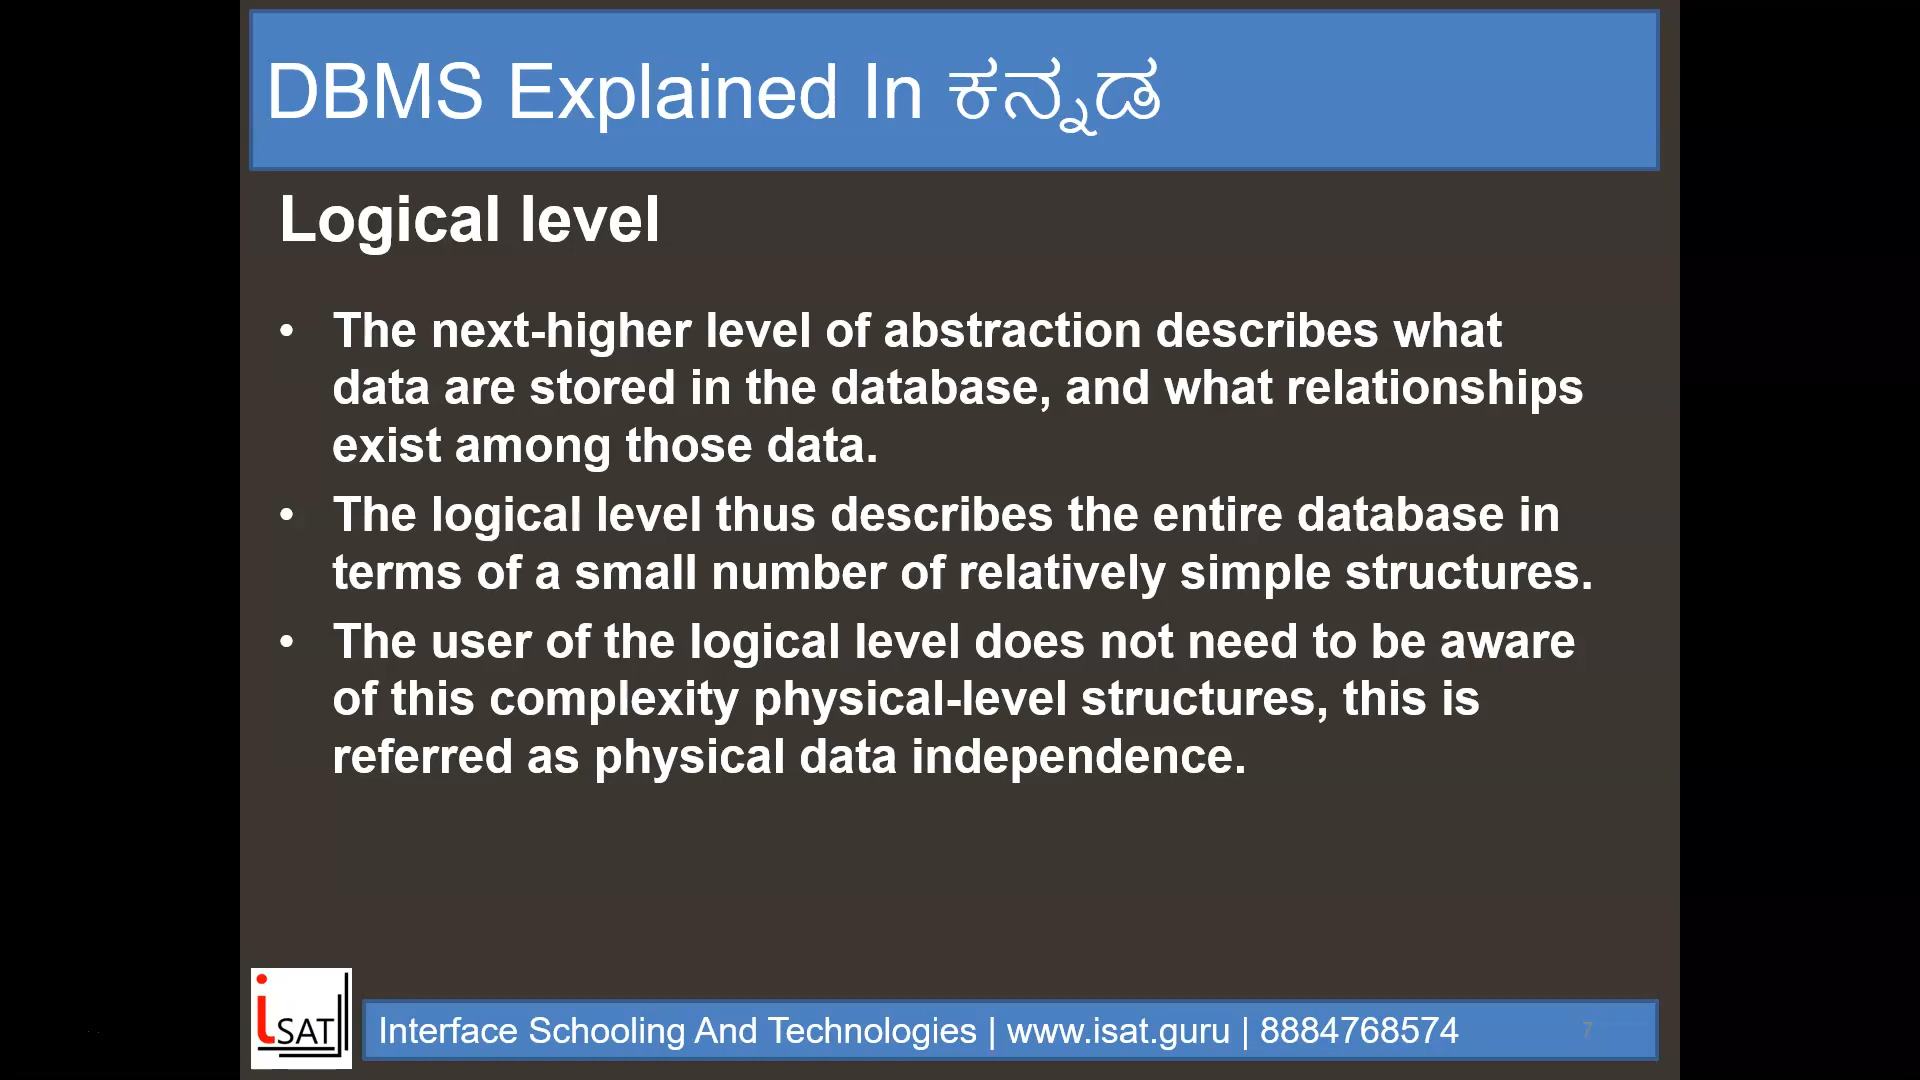 DBMS Explained In ಕನ್ನಡ
Logical level
• The next-higher level of abstraction describes what
data are stored in the database, and what relationships
exist among those data.
• The logical level thus describes the entire database in
terms of a small number of relatively simple structures.
• The user of the logical level does not need to be aware
of this complexity physical-level structures, this is
referred as physical data independence.
iSAT
Interface Schooling And Technologies | www.isat.guru | 8884768574
7